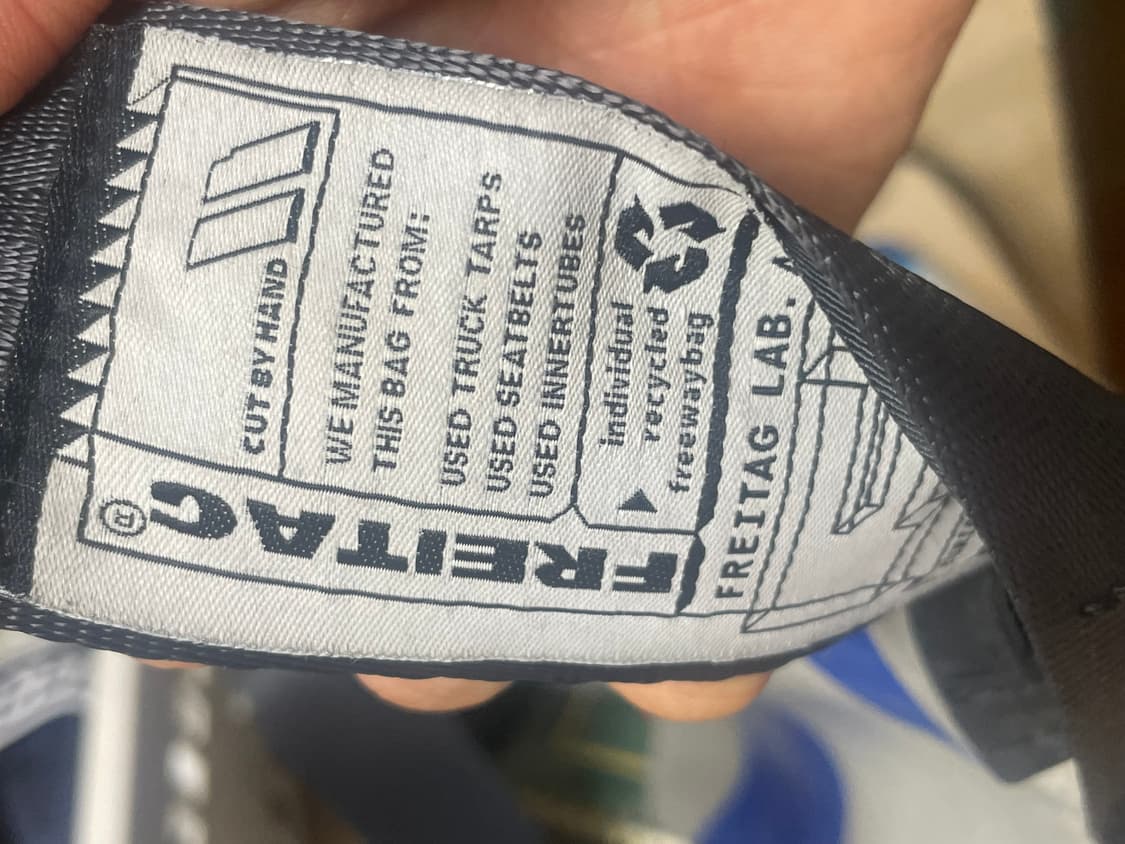 FREITAG
®
CUT BY HAND
WE MANUFACTURED
THIS BAG FROM:
USED TRUCK TARPS
USED SEATBELTS
USED INNERTUBES
individual
recycled
freewaybag
FREITAG LAB.